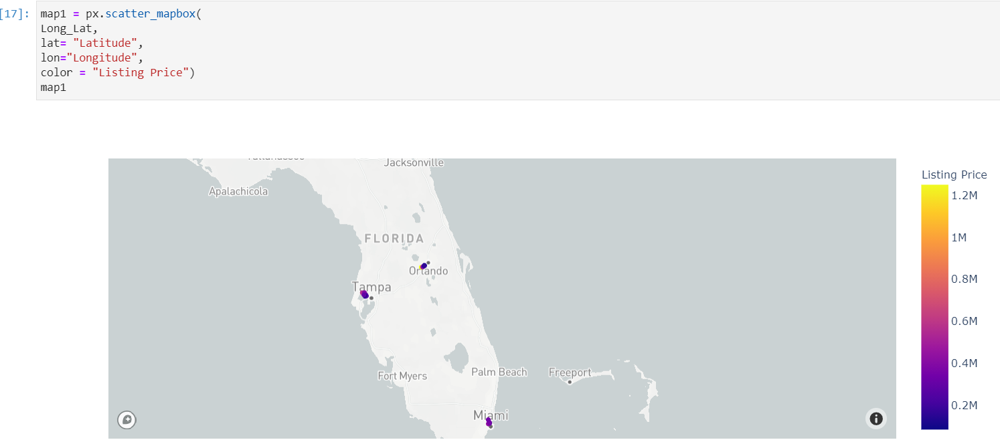 [17]:
map1 = px.scatter_mapbox(
Long_Lat,
lat= "Latitude",
lon="Longitude",
color = "Listing Price")
map1
Jacksonville
Apalachicola
FLORIDA
Orlando
Tampa
Fort Myers
Palm Beach
Freeport
Miami
Listing Price
1.2M
1M
0.8M
0.6M
0.4M
0.2M